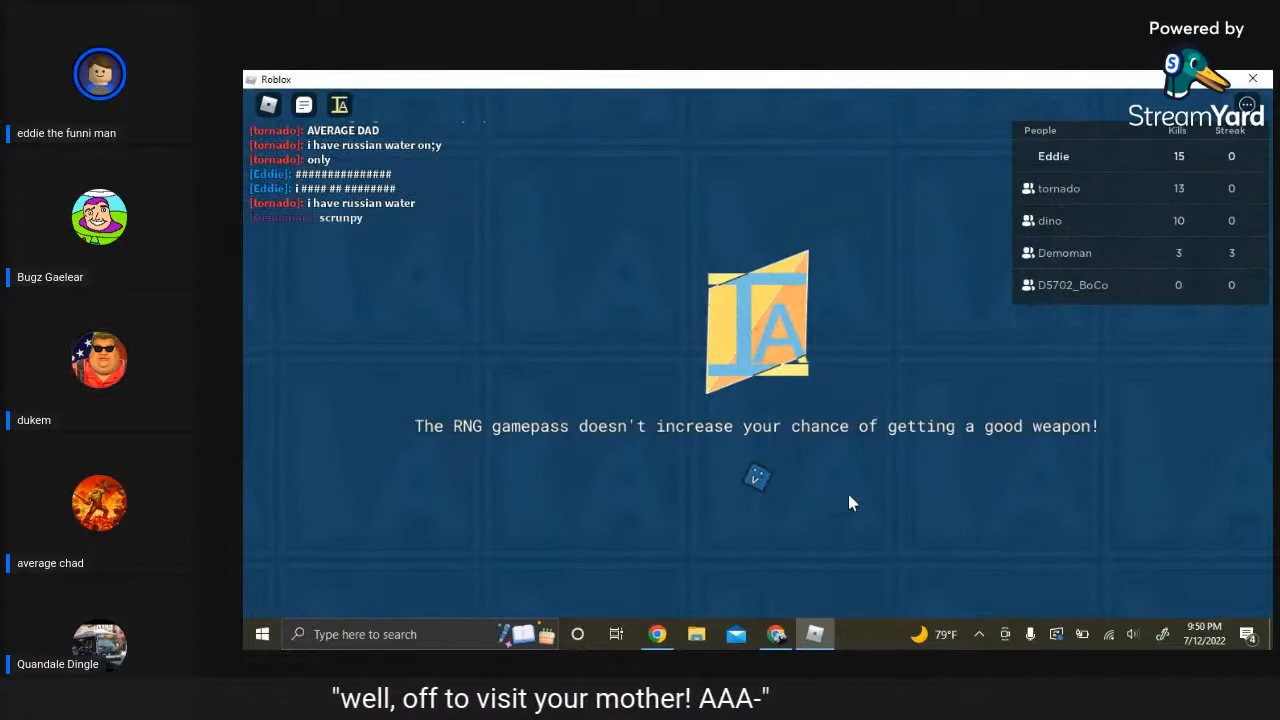 Powered by
StreamYard
eddie the funni man
Bugz Gaelear
dukem
average chad
Quandale Dingle
Roblox
IA
[tornado]: AVERAGE DAD
[tornado]: i have russian water on;y
[tornado]: only
[Eddie]: ###############
[Eddie]: i #### ## ########
[tornado]: i have russian water
[Demoman]: scrunpy
People Kills Streak
Eddie 15 0
tornado 13 0
dino 10 0
Demoman 3 3
D5702_BoCo 0 0
IA
The RNG gamepass doesn't increase your chance of getting a good weapon!
Type here to search
79°F
9:50 PM
7/12/2022
4
"well, off to visit your mother! AAA-"